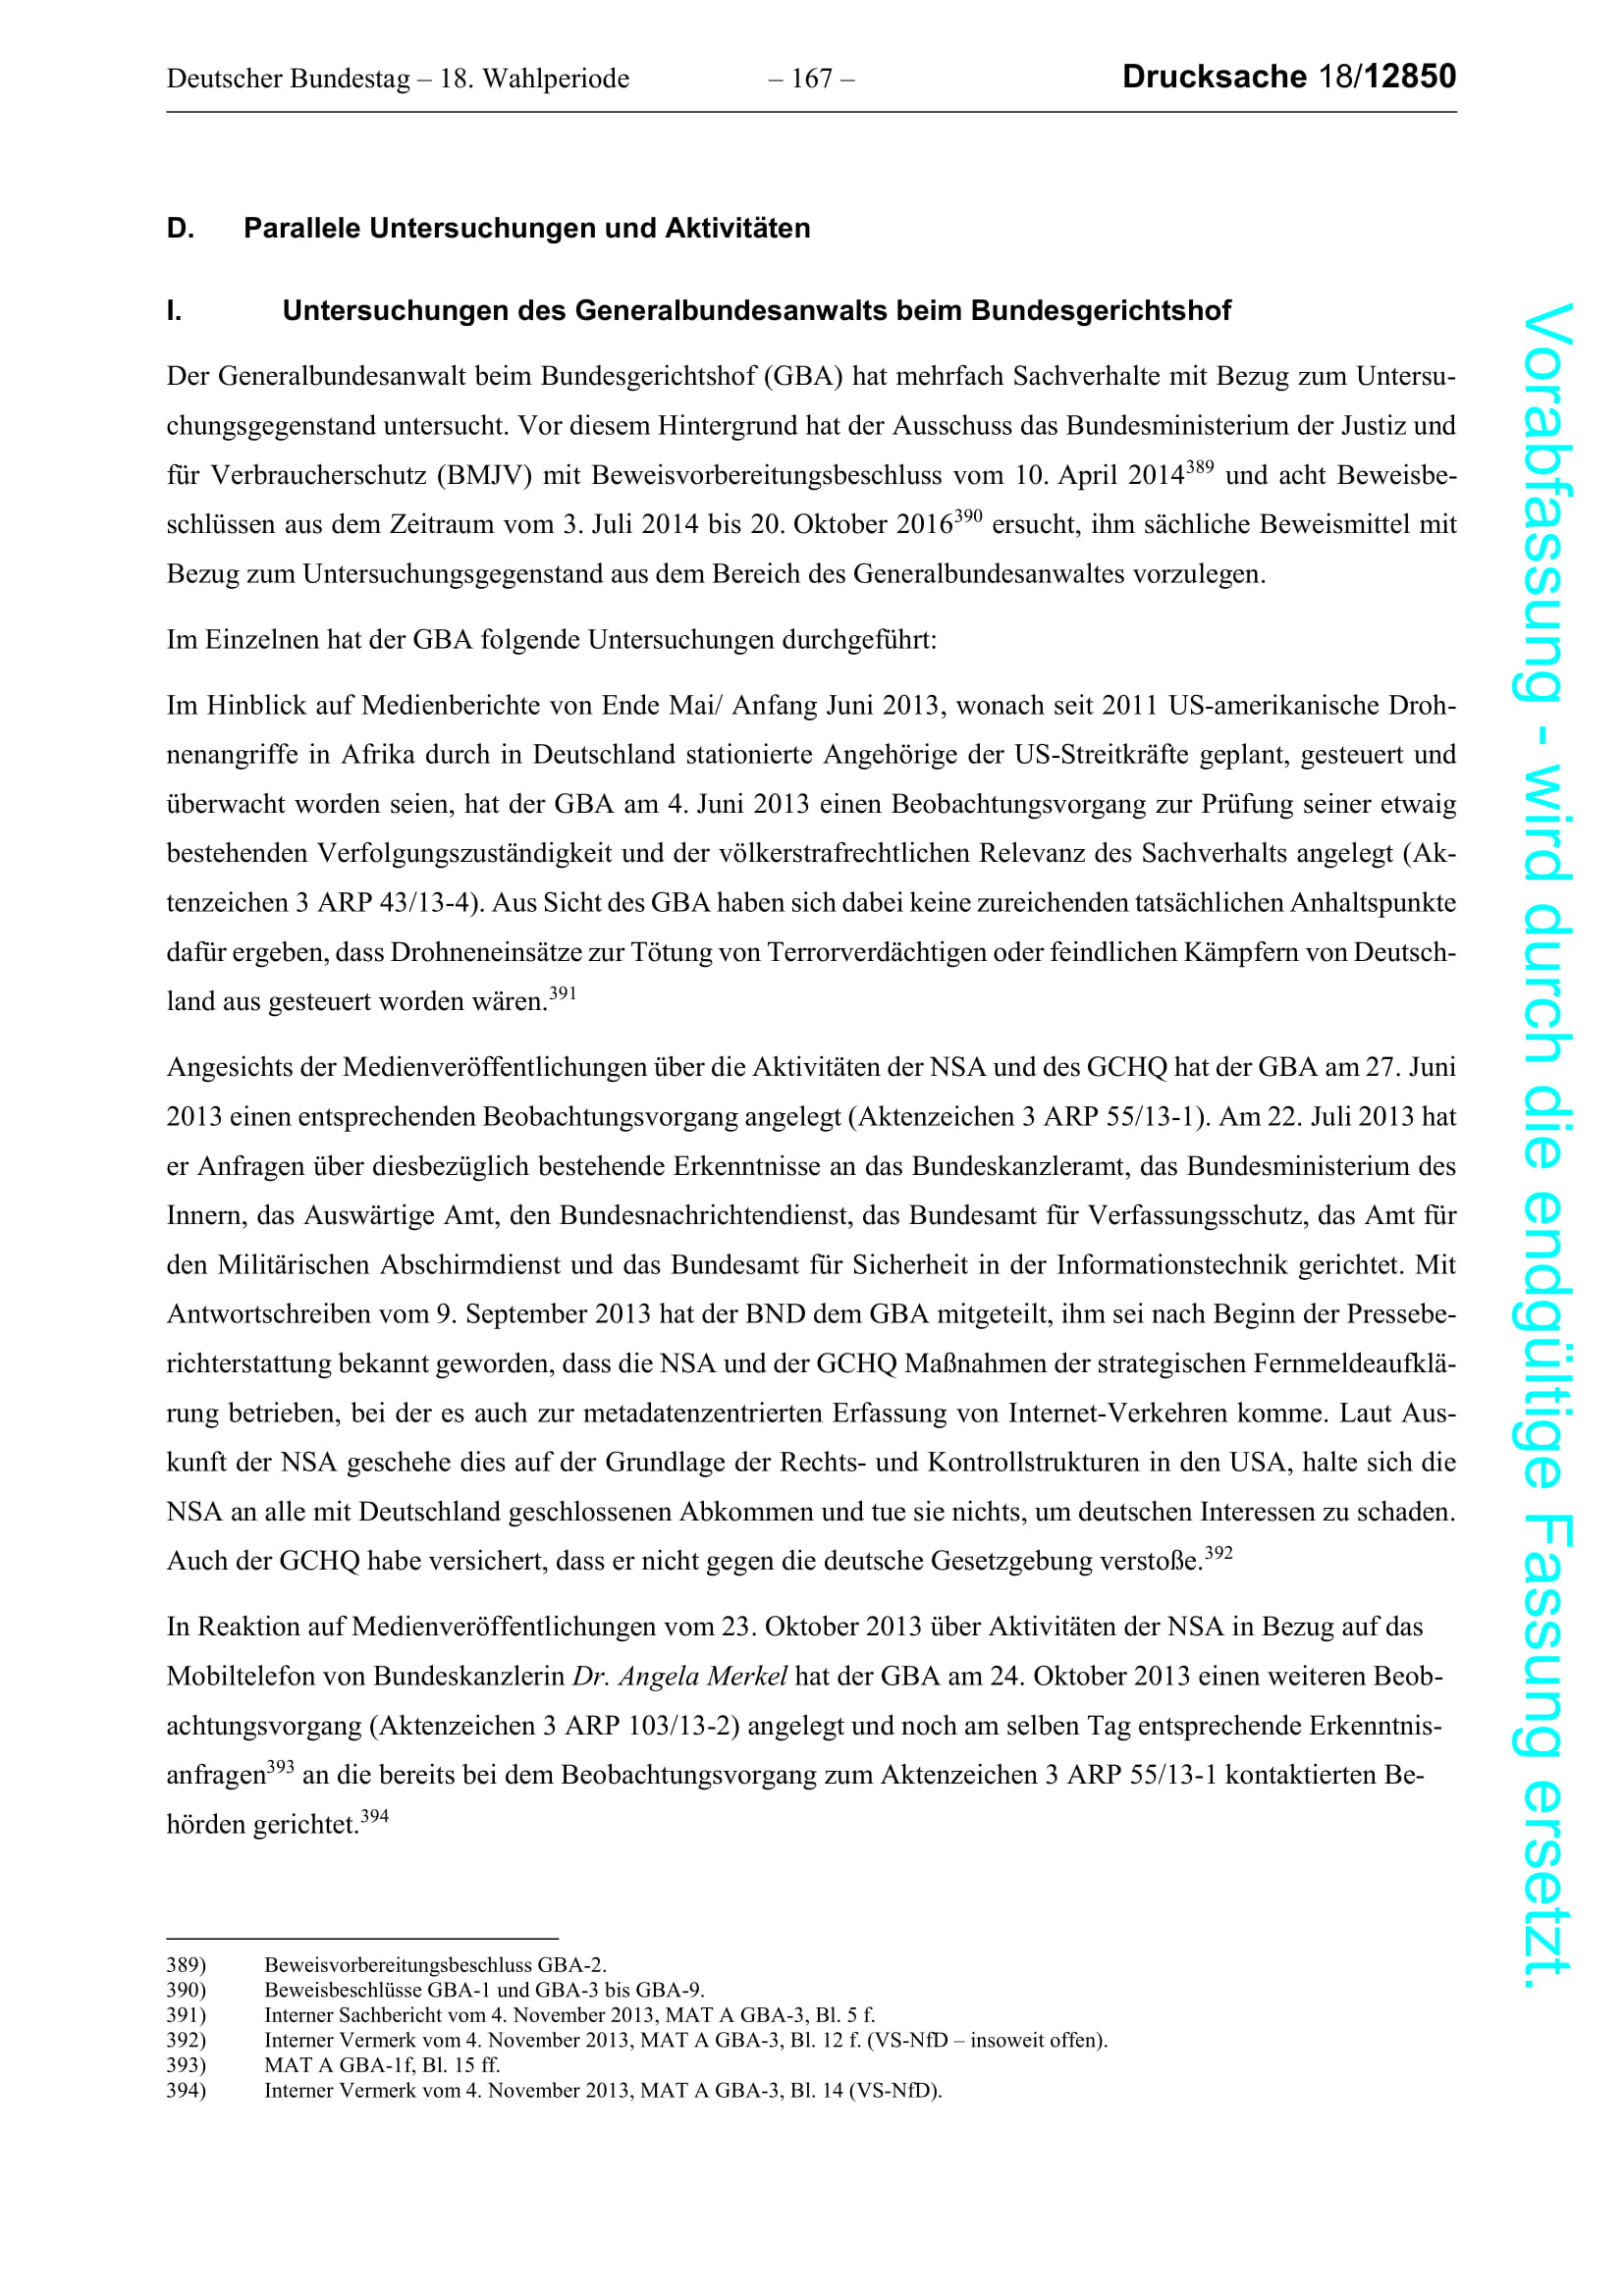 Deutscher Bundestag – 18. Wahlperiode – 167 – Drucksache 18/12850
D. Parallele Untersuchungen und Aktivitäten
I. Untersuchungen des Generalbundesanwalts beim Bundesgerichtshof
Der Generalbundesanwalt beim Bundesgerichtshof (GBA) hat mehrfach Sachverhalte mit Bezug zum Untersu-
chungsgegenstand untersucht. Vor diesem Hintergrund hat der Ausschuss das Bundesministerium der Justiz und
für Verbraucherschutz (BMJV) mit Beweisvorbereitungsbeschluss vom 10. April 2014389 und acht Beweisbe-
schlüssen aus dem Zeitraum vom 3. Juli 2014 bis 20. Oktober 2016390 ersucht, ihm sächliche Beweismittel mit
Bezug zum Untersuchungsgegenstand aus dem Bereich des Generalbundesanwaltes vorzulegen.
Im Einzelnen hat der GBA folgende Untersuchungen durchgeführt:
Im Hinblick auf Medienberichte von Ende Mai/ Anfang Juni 2013, wonach seit 2011 US-amerikanische Droh-
nenangriffe in Afrika durch in Deutschland stationierte Angehörige der US-Streitkräfte geplant, gesteuert und
überwacht worden seien, hat der GBA am 4. Juni 2013 einen Beobachtungsvorgang zur Prüfung seiner etwaig
bestehenden Verfolgungszuständigkeit und der völkerstrafrechtlichen Relevanz des Sachverhalts angelegt (Ak-
tenzeichen 3 ARP 43/13-4). Aus Sicht des GBA haben sich dabei keine zureichenden tatsächlichen Anhaltspunkte
dafür ergeben, dass Drohneneinsätze zur Tötung von Terrorverdächtigen oder feindlichen Kämpfern von Deutsch-
land aus gesteuert worden wären.391
Angesichts der Medienveröffentlichungen über die Aktivitäten der NSA und des GCHQ hat der GBA am 27. Juni
2013 einen entsprechenden Beobachtungsvorgang angelegt (Aktenzeichen 3 ARP 55/13-1). Am 22. Juli 2013 hat
er Anfragen über diesbezüglich bestehende Erkenntnisse an das Bundeskanzleramt, das Bundesministerium des
Innern, das Auswärtige Amt, den Bundesnachrichtendienst, das Bundesamt für Verfassungsschutz, das Amt für
den Militärischen Abschirmdienst und das Bundesamt für Sicherheit in der Informationstechnik gerichtet. Mit
Antwortschreiben vom 9. September 2013 hat der BND dem GBA mitgeteilt, ihm sei nach Beginn der Pressebe-
richterstattung bekannt geworden, dass die NSA und der GCHQ Maßnahmen der strategischen Fernmeldeaufklä-
rung betrieben, bei der es auch zur metadatenzentrierten Erfassung von Internet-Verkehren komme. Laut Aus-
kunft der NSA geschehe dies auf der Grundlage der Rechts- und Kontrollstrukturen in den USA, halte sich die
NSA an alle mit Deutschland geschlossenen Abkommen und tue sie nichts, um deutschen Interessen zu schaden.
Auch der GCHQ habe versichert, dass er nicht gegen die deutsche Gesetzgebung verstoße.392
In Reaktion auf Medienveröffentlichungen vom 23. Oktober 2013 über Aktivitäten der NSA in Bezug auf das
Mobiltelefon von Bundeskanzlerin Dr. Angela Merkel hat der GBA am 24. Oktober 2013 einen weiteren Beob-
achtungsvorgang (Aktenzeichen 3 ARP 103/13-2) angelegt und noch am selben Tag entsprechende Erkenntnis-
anfragen393 an die bereits bei dem Beobachtungsvorgang zum Aktenzeichen 3 ARP 55/13-1 kontaktierten Be-
hörden gerichtet.394
389) Beweisvorbereitungsbeschluss GBA-2.
390) Beweisbeschlüsse GBA-1 und GBA-3 bis GBA-9.
391) Interner Sachbericht vom 4. November 2013, MAT A GBA-3, Bl. 5 f.
392) Interner Vermerk vom 4. November 2013, MAT A GBA-3, Bl. 12 f. (VS-NfD – insoweit offen).
393) MAT A GBA-1f, Bl. 15 ff.
394) Interner Vermerk vom 4. November 2013, MAT A GBA-3, Bl. 14 (VS-NfD).
Vorabfassung - wird durch die endgültige Fassung ersetzt.